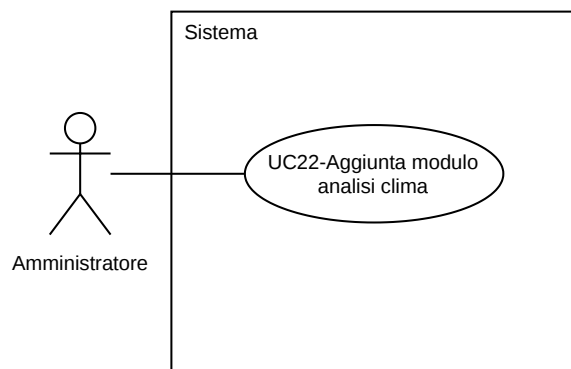 Sistema
UC22-Aggiunta modulo
analisi clima
Amministratore